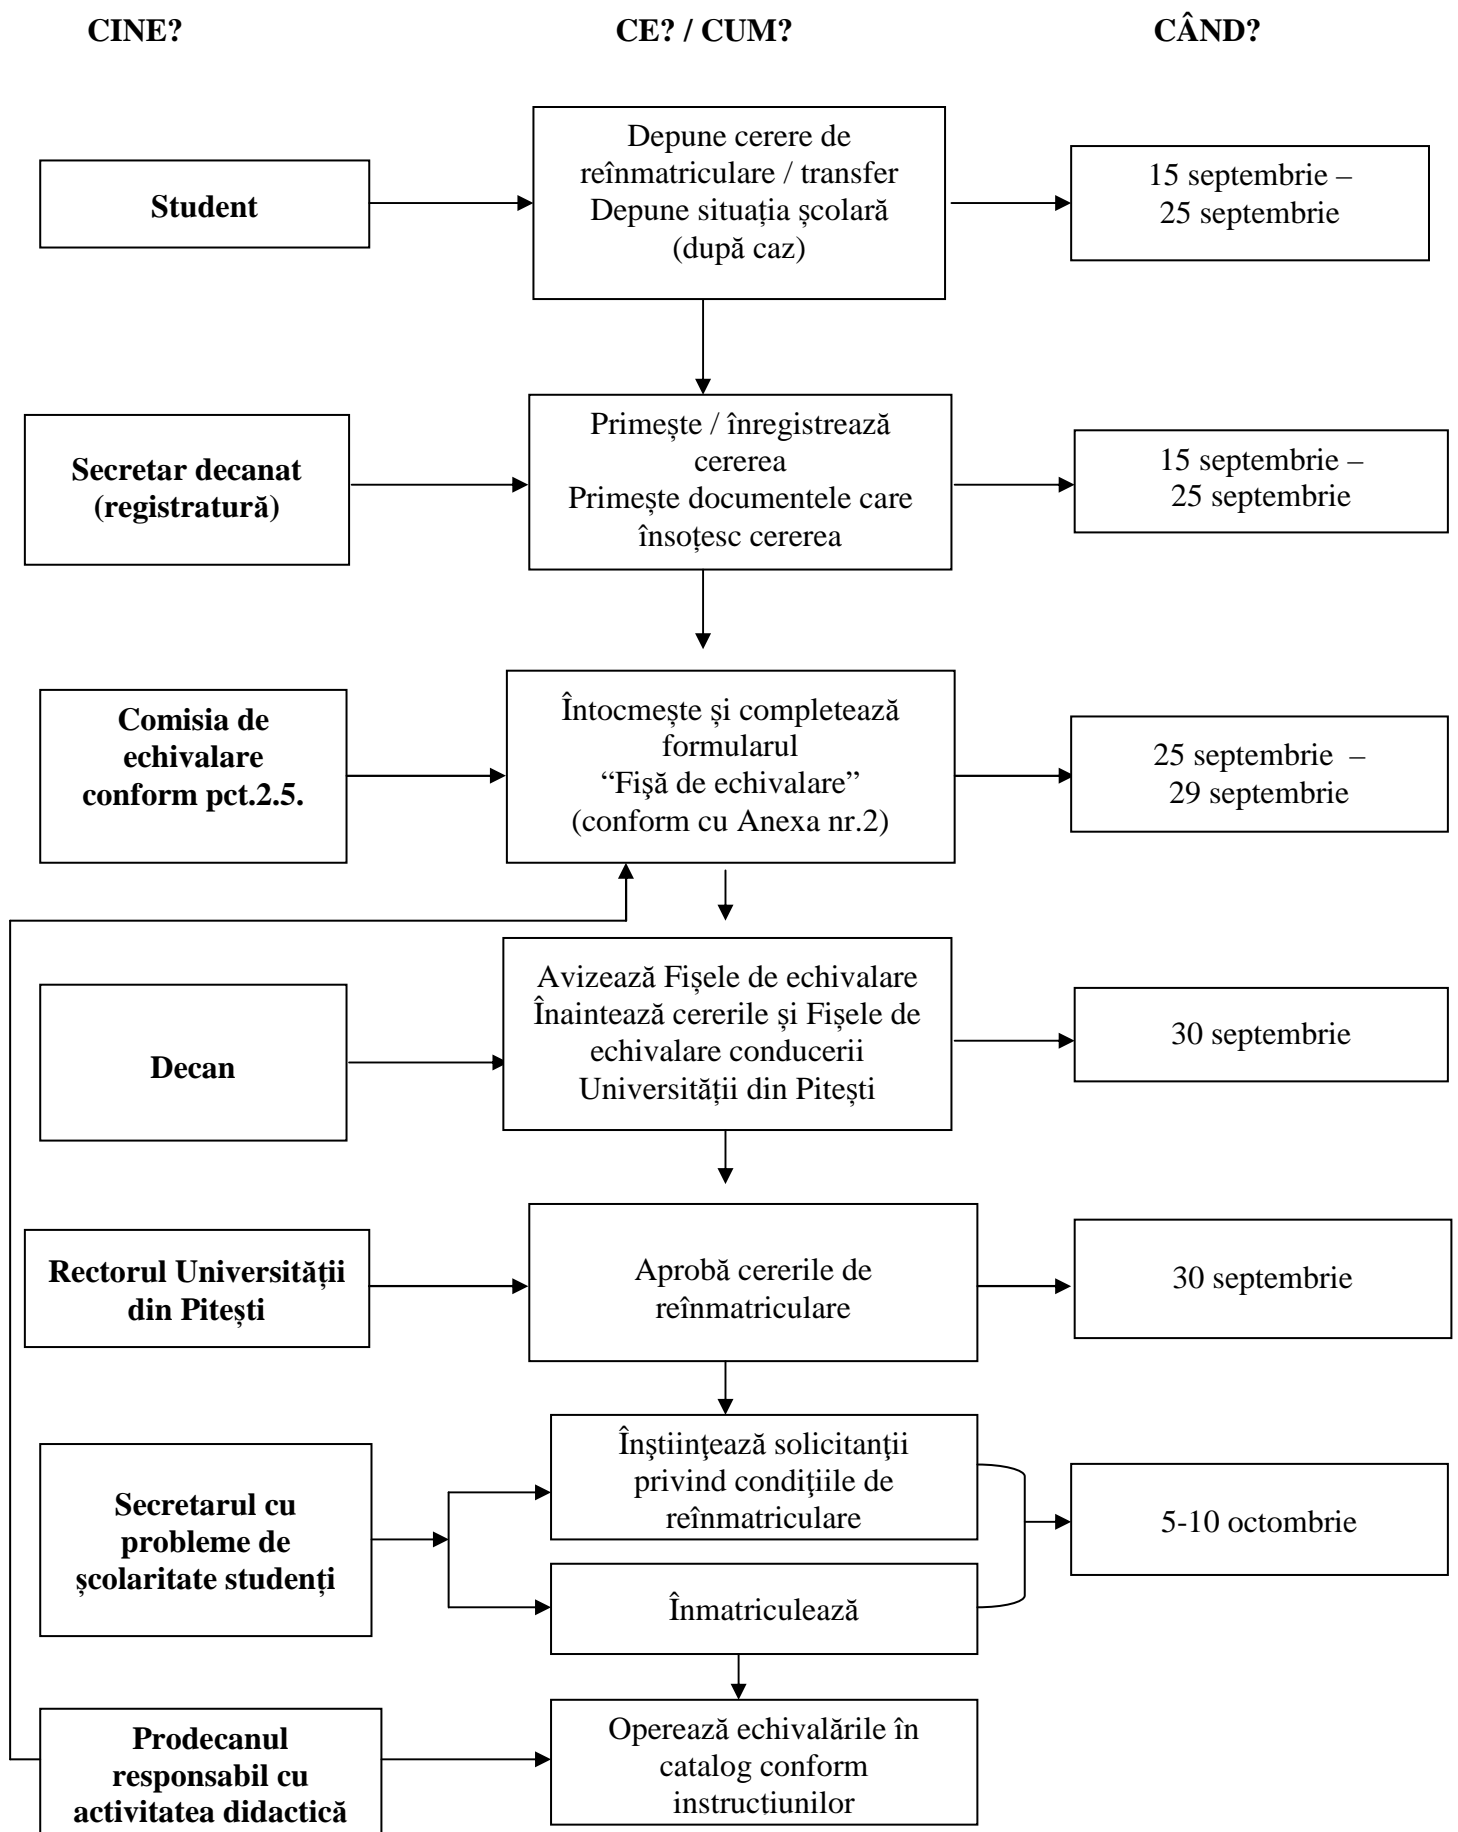 CINE?
CE? / CUM?
CÂND?
Student
Depune cerere de
reînmatriculare / transfer
Depune situația școlară
(după caz)
15 septembrie –
25 septembrie
Secretar decanat
(registratură)
Primește / înregistrează
cererea
Primește documentele care
însoțesc cererea
15 septembrie –
25 septembrie
Comisia de
echivalare
conform pct.2.5.
Întocmește și completează
formularul
“Fişă de echivalare”
(conform cu Anexa nr.2)
25 septembrie –
29 septembrie
Decan
Avizează Fișele de echivalare
Înaintează cererile și Fișele de
echivalare conducerii
Universității din Pitești
30 septembrie
Rectorul Universității
din Pitești
Aprobă cererile de
reînmatriculare
30 septembrie
Secretarul cu
probleme de
școlaritate studenți
Înştiinţează solicitanţii
privind condiţiile de
reînmatriculare
Înmatriculează
5-10 octombrie
Prodecanul
responsabil cu
activitatea didactică
Operează echivalările în
catalog conform
instrucțiunilor